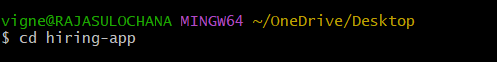 vigne@RAJASULOCHANA MINGW64 ~/OneDrive/Desktop
$ cd hiring-app